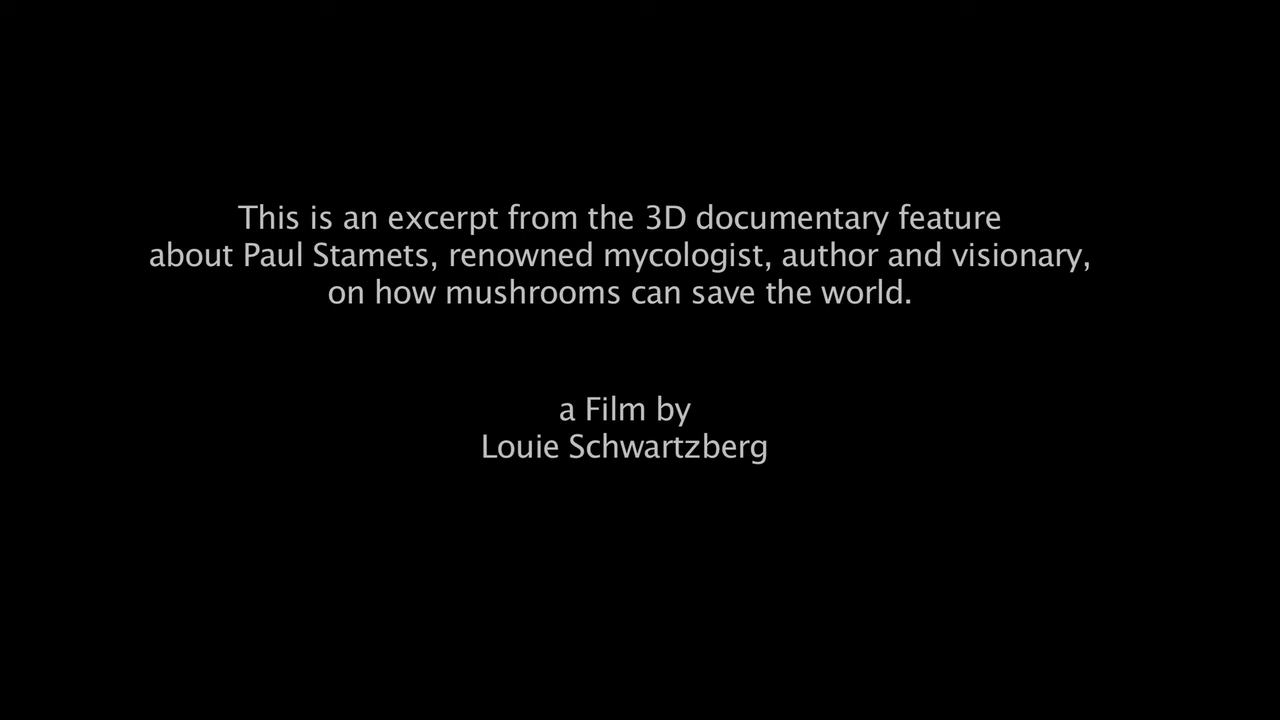 This is an excerpt from the 3D documentary feature
about Paul Stamets, renowned mycologist, author and visionary,
on how mushrooms can save the world.
a Film by
Louie Schwartzberg